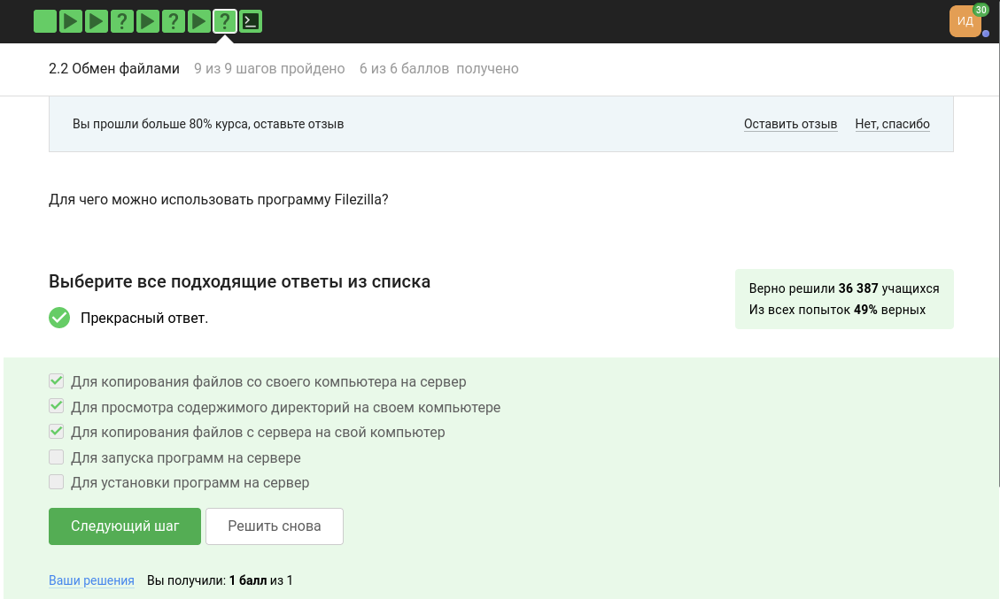 ? ? ?
ИД 30
2.2 Обмен файлами 9 из 9 шагов пройдено 6 из 6 баллов получено
Вы прошли больше 80% курса, оставьте отзыв Оставить отзыв Нет, спасибо
Для чего можно использовать программу Filezilla?
Выберите все подходящие ответы из списка
Верно решили 36 387 учащихся
Из всех попыток 49% верных
Прекрасный ответ.
Для копирования файлов со своего компьютера на сервер
Для просмотра содержимого директорий на своем компьютере
Для копирования файлов с сервера на свой компьютер
Для запуска программ на сервере
Для установки программ на сервер
Следующий шаг Решить снова
Ваши решения Вы получили: 1 балл из 1